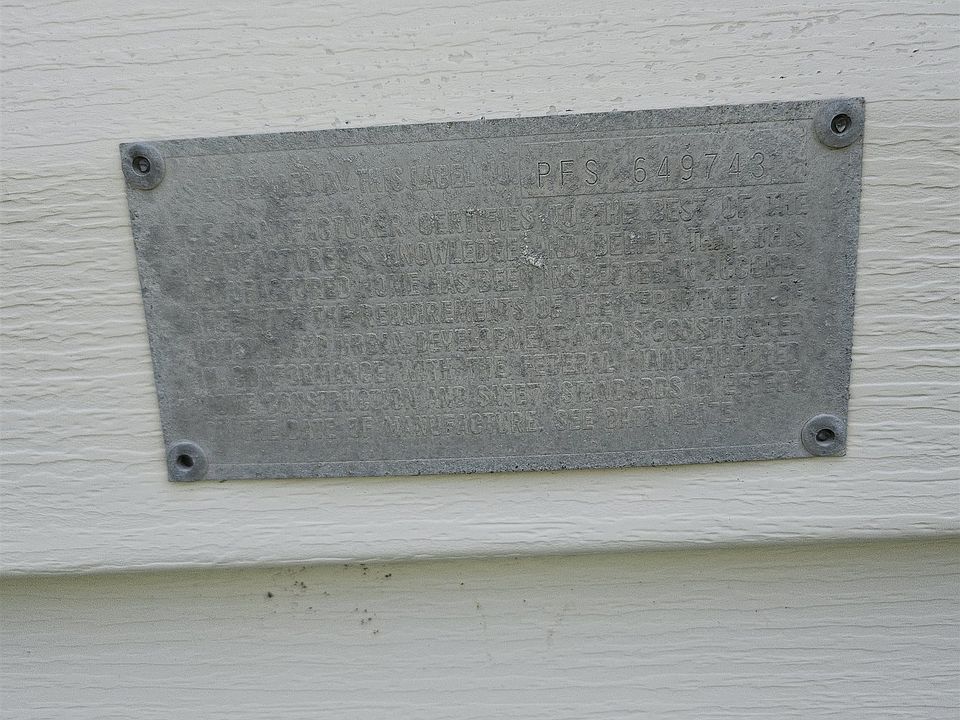 BY THIS LABEL NO. PFS 649743
MANUFACTURER CERTIFIES TO THE BEST OF THE
MANUFACTURER'S KNOWLEDGE AND BELIEF THAT THIS
MANUFACTURED HOME HAS BEEN INSPECTED IN ACCORD-
ANCE WITH THE REQUIREMENTS OF THE DEPARTMENT OF
HOUSING AND URBAN DEVELOPMENT AND IS CONSTRUCTED
IN CONFORMANCE WITH THE FEDERAL MANUFACTURED
HOME CONSTRUCTION AND SAFETY STANDARDS IN EFFECT
ON THE DATE OF MANUFACTURE. SEE DATA PLATE.